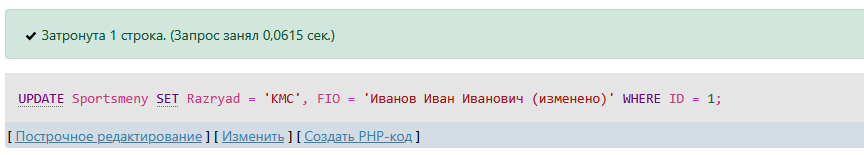 ✔ Затронута 1 строка. (Запрос занял 0,0615 сек.)
UPDATE Sportsmeny SET Razryad = 'КМС', FIO = 'Иванов Иван Иванович (изменено)' WHERE ID = 1;
[ Построчное редактирование ] [ Изменить ] [ Создать PHP-код ]